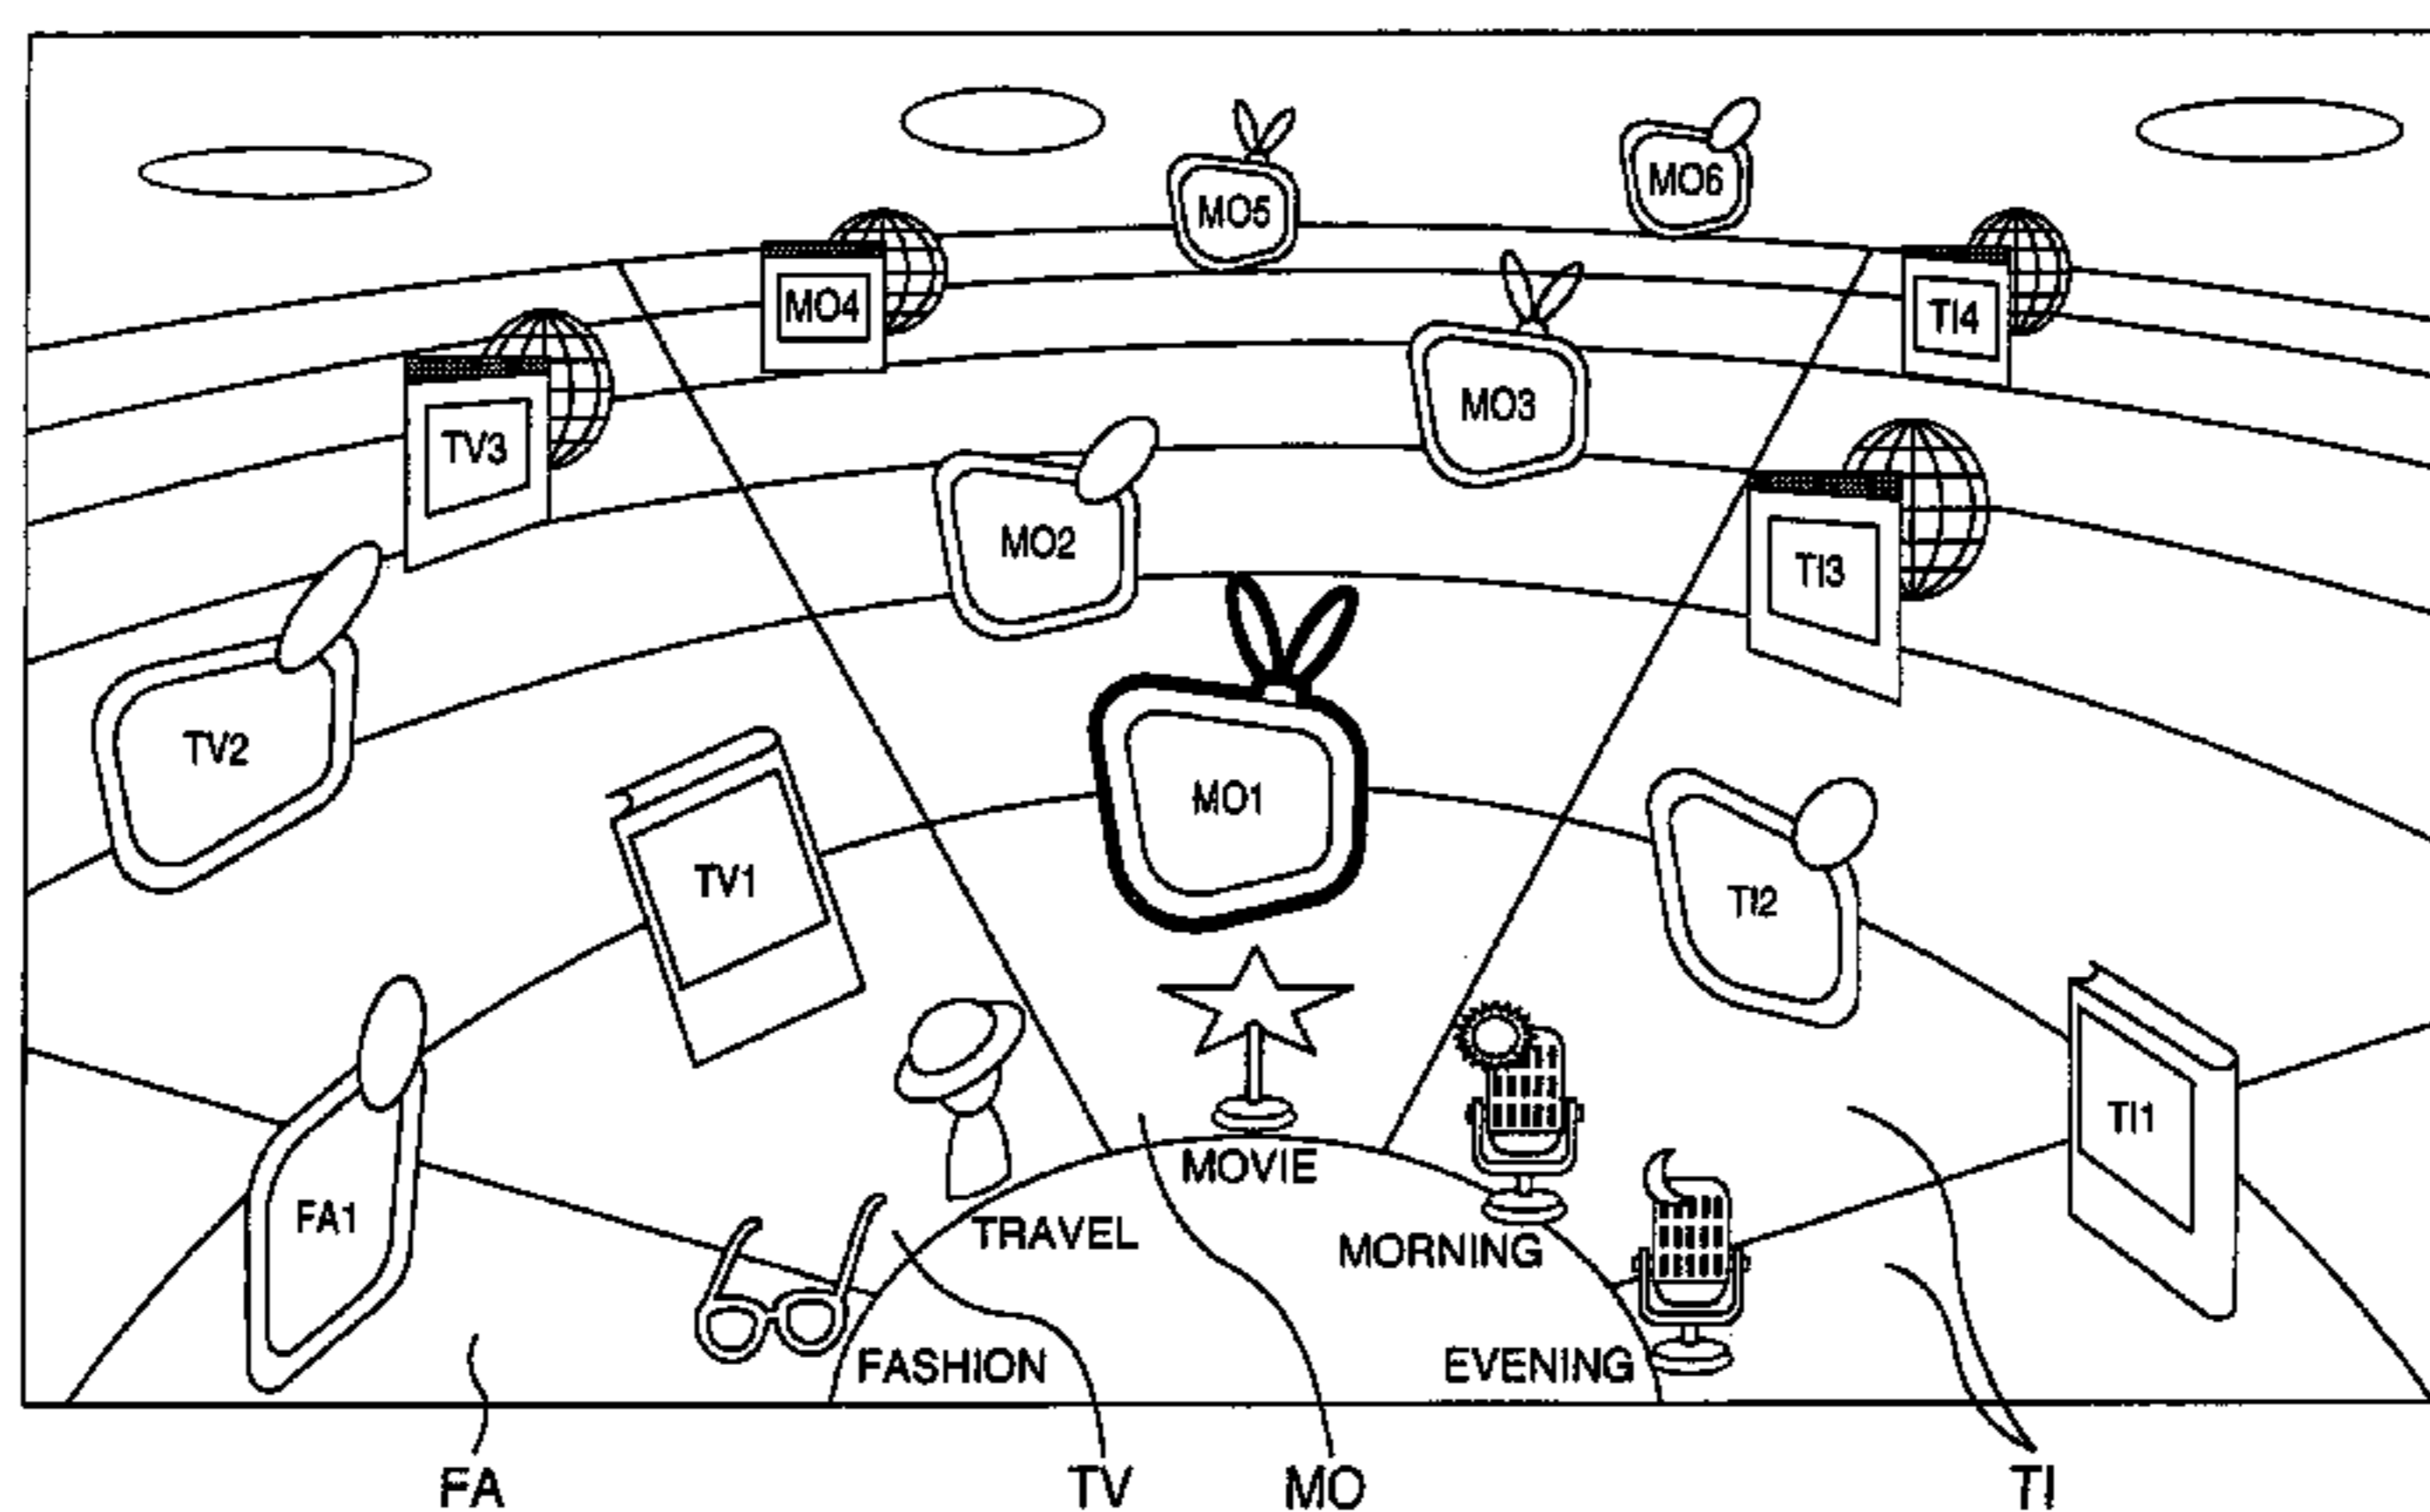 MO5
MO6
MO4
TI4
TV3
MO3
MO2
TI3
TV2
MO1
TV1
TI2
TI1
FA1
MOVIE
TRAVEL
MORNING
FASHION
EVENING
FA
TV
MO
TI